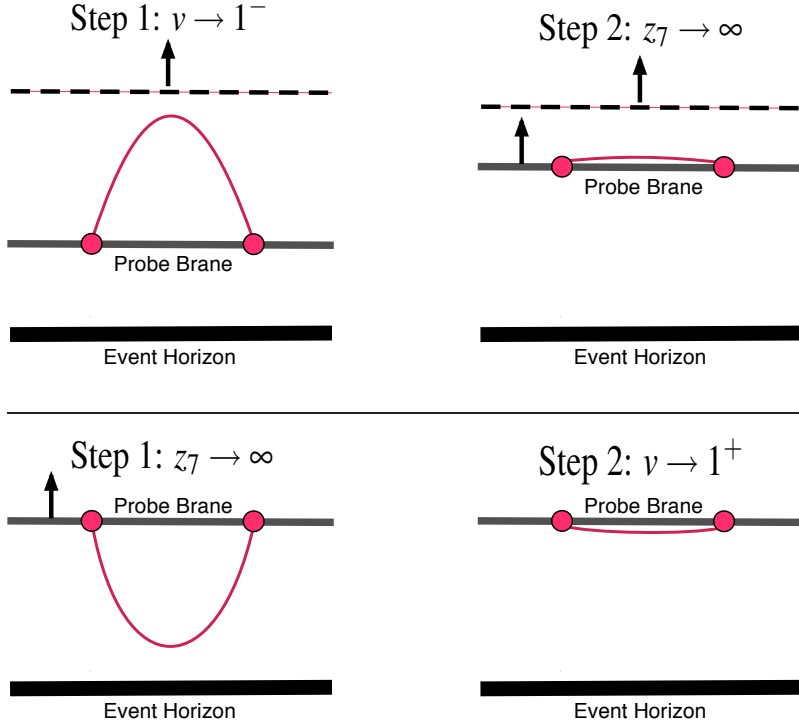 Step 1: v → 1⁻
Step 2: z₇ → ∞
Probe Brane
Probe Brane
Event Horizon
Event Horizon
Step 1: z₇ → ∞
Step 2: v → 1⁺
Probe Brane
Probe Brane
Event Horizon
Event Horizon